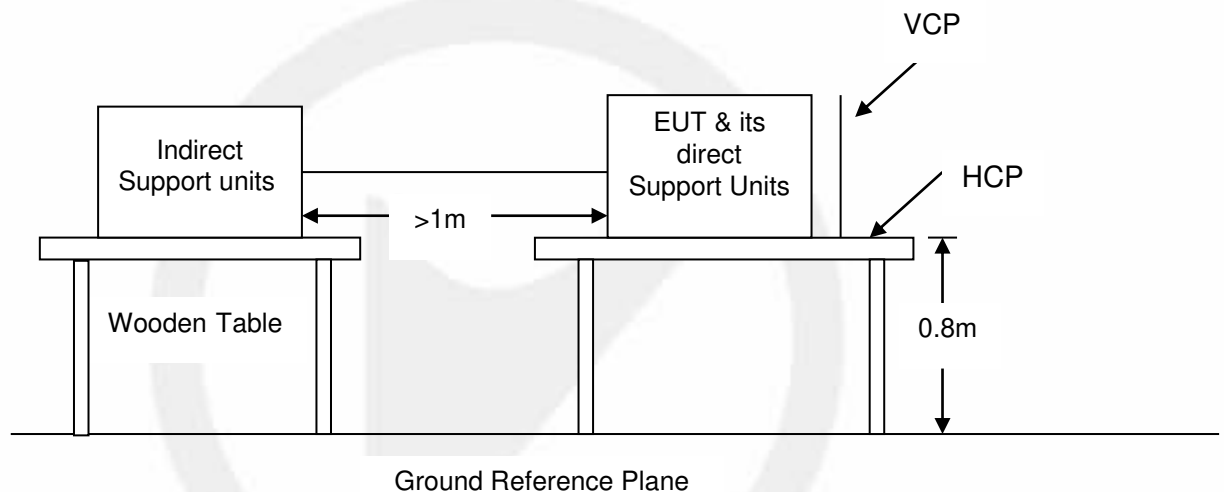 VCP
Indirect
Support units
EUT & its
direct
Support Units
HCP
>1m
Wooden Table
0.8m
Ground Reference Plane